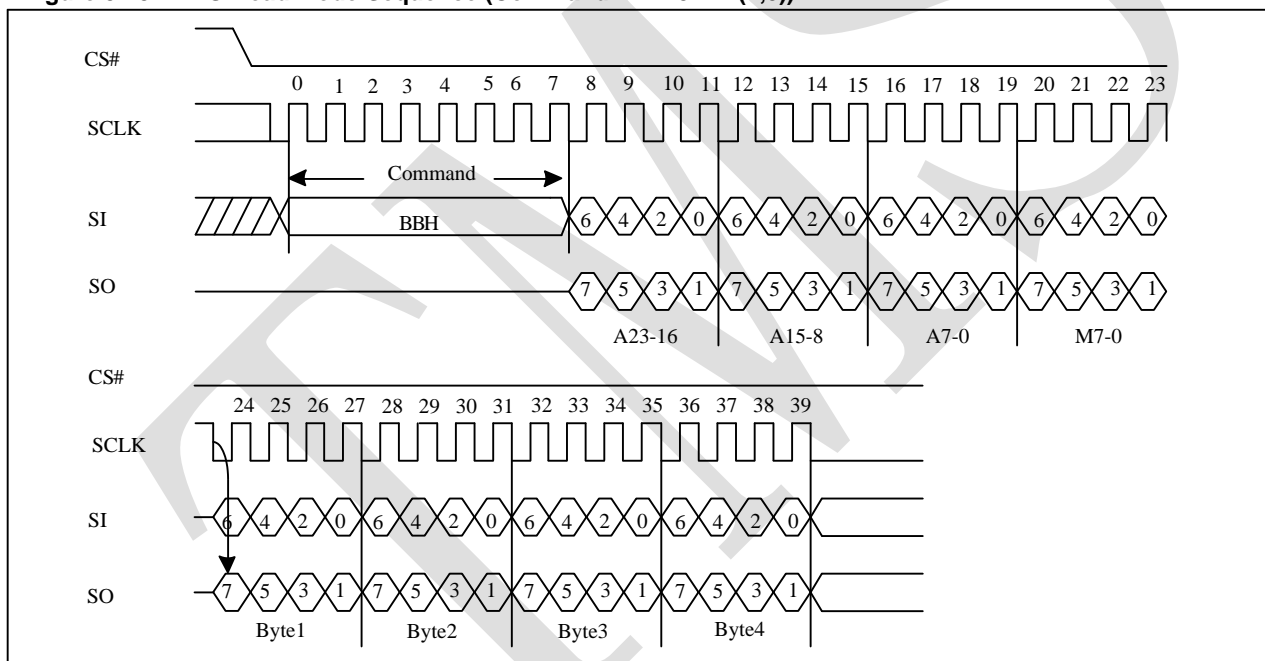 CS#
0 1 2 3 4 5 6 7 8 9 10 11 12 13 14 15 16 17 18 19 20 21 22 23
SCLK
Command
SI BBH 6 4 2 0 6 4 2 0 6 4 2 0 6 4 2 0
SO 7 5 3 1 7 5 3 1 7 5 3 1 7 5 3 1
A23-16 A15-8 A7-0 M7-0
CS#
24 25 26 27 28 29 30 31 32 33 34 35 36 37 38 39
SCLK
SI 6 4 2 0 6 4 2 0 6 4 2 0 6 4 2 0
SO 7 5 3 1 7 5 3 1 7 5 3 1 7 5 3 1
Byte1 Byte2 Byte3 Byte4